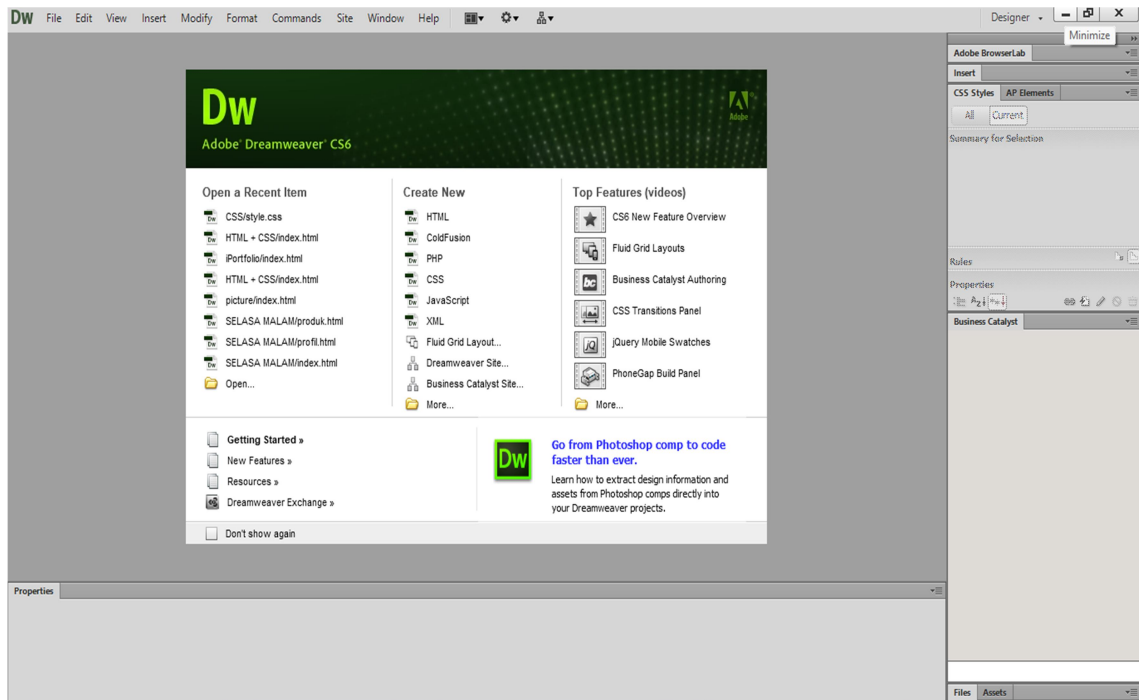 DW File Edit View Insert Modify Format Commands Site Window Help Designer
Minimize
Adobe BrowserLab
Insert
CSS Styles AP Elements
All Current
Summary for Selection
Rules
Properties
Business Catalyst
Files Assets
Dw
Adobe
Adobe® Dreamweaver® CS6
Open a Recent Item
CSS/style.css
HTML + CSS/index.html
iPortfolio/index.html
HTML + CSS/index.html
picture/index.html
SELASA MALAM/produk.html
SELASA MALAM/profil.html
SELASA MALAM/index.html
Open...
Create New
HTML
ColdFusion
PHP
CSS
JavaScript
XML
Fluid Grid Layout...
Dreamweaver Site...
Business Catalyst Site...
More...
Top Features (videos)
CS6 New Feature Overview
Fluid Grid Layouts
Business Catalyst Authoring
CSS Transitions Panel
jQuery Mobile Swatches
PhoneGap Build Panel
More...
Getting Started »
New Features »
Resources »
Dreamweaver Exchange »
Dw
Go from Photoshop comp to code
faster than ever.
Learn how to extract design information and
assets from Photoshop comps directly into
your Dreamweaver projects.
Don't show again
Properties